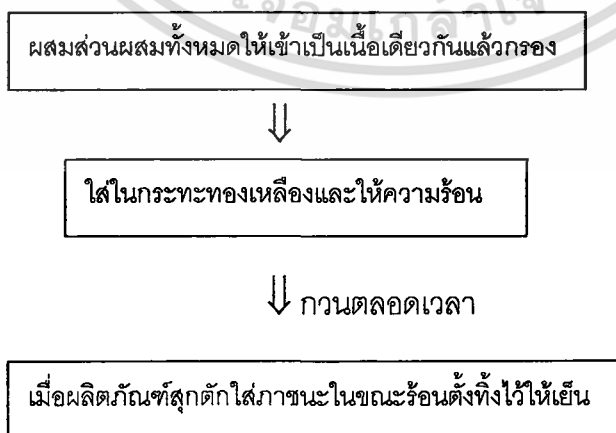 ผสมส่วนผสมทั้งหมดให้เข้าเป็นเนื้อเดียวกันแล้วกรอง
ใส่ในกระทะทองเหลืองและให้ความร้อน
กวนตลอดเวลา
เมื่อผลิตภัณฑ์สุกตักใส่ภาชนะในขณะร้อนตั้งทิ้งไว้ให้เย็น